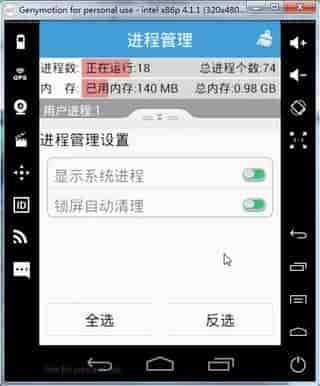 Genymotion for personal use - intel x86p 4.1.1 (320x480...
进程管理
进程数: 正在运行:18 总进程个数:74
内 存: 已用内存:140 MB 总内存:0.98 GB
用户进程:1
进程管理设置
显示系统进程
锁屏自动清理
全选 反选
GPS
ID
free for personal use